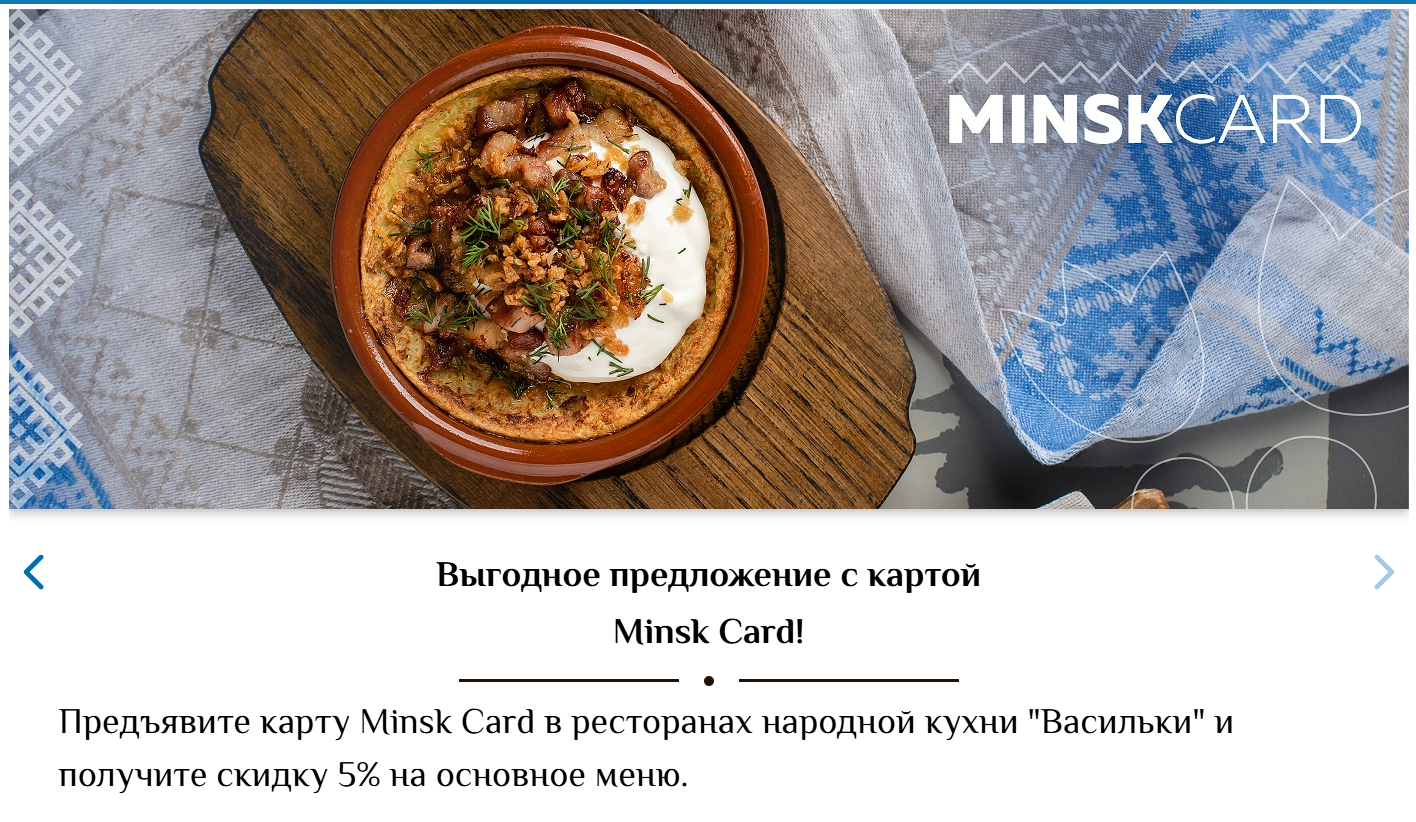 MINSKCARD
Выгодное предложение с картой
Minsk Card!
Предъявите карту Minsk Card в ресторанах народной кухни "Васильки" и
получите скидку 5% на основное меню.